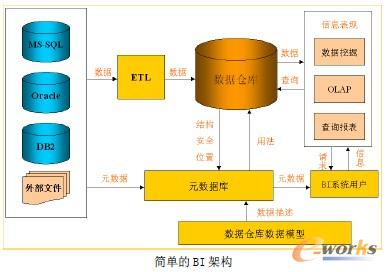 MS-SQL
Oracle
DB2
外部文件
数据
ETL
数据
数据仓库
数据
查询
信息表现
数据挖掘
OLAP
查询报表
结构
安全
位置
用法
请求
信息
元数据
元数据库
元数据
BI系统用户
数据描述
数据仓库数据模型
e-works
简单的BI架构